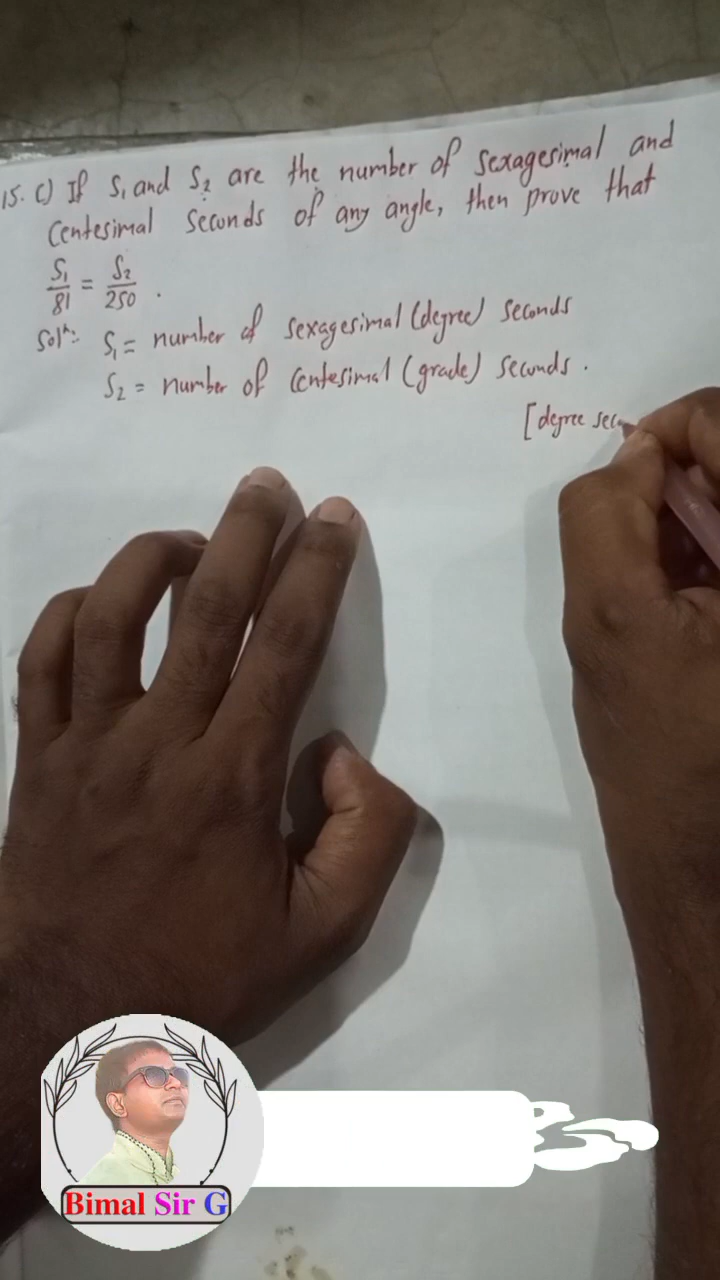 15. c) If S₁ and S₂ are the number of sexagesimal and
Centesimal seconds of any angle, then prove that
S₁/81 = S₂/250 .
Solⁿ: S₁ = number of sexagesimal (degree) seconds
S₂ = number of Centesimal (grade) seconds .
[degree sec
Bimal Sir G